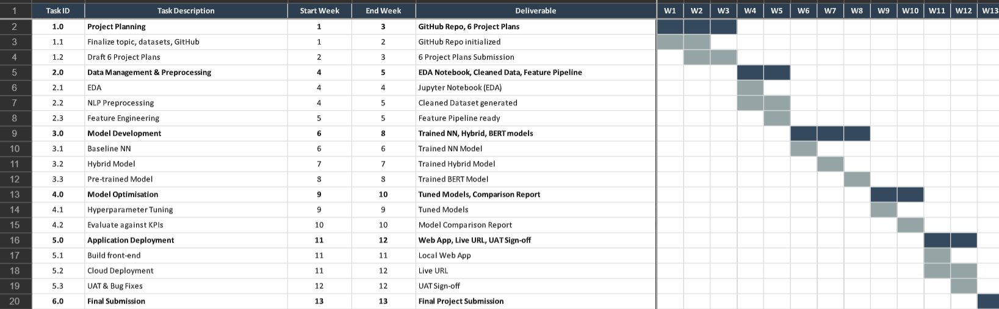 1 Task ID Task Description Start Week End Week Deliverable W1 W2 W3 W4 W5 W6 W7 W8 W9 W10 W11 W12 W13
2 1.0 Project Planning 1 3 GitHub Repo, 6 Project Plans
3 1.1 Finalize topic, datasets, GitHub 1 2 GitHub Repo initialized
4 1.2 Draft 6 Project Plans 2 3 6 Project Plans Submission
5 2.0 Data Management & Preprocessing 4 5 EDA Notebook, Cleaned Data, Feature Pipeline
6 2.1 EDA 4 4 Jupyter Notebook (EDA)
7 2.2 NLP Preprocessing 4 5 Cleaned Dataset generated
8 2.3 Feature Engineering 5 5 Feature Pipeline ready
9 3.0 Model Development 6 8 Trained NN, Hybrid, BERT models
10 3.1 Baseline NN 6 6 Trained NN Model
11 3.2 Hybrid Model 7 7 Trained Hybrid Model
12 3.3 Pre-trained Model 8 8 Trained BERT Model
13 4.0 Model Optimisation 9 10 Tuned Models, Comparison Report
14 4.1 Hyperparameter Tuning 9 9 Tuned Models
15 4.2 Evaluate against KPIs 10 10 Model Comparison Report
16 5.0 Application Deployment 11 12 Web App, Live URL, UAT Sign-off
17 5.1 Build front-end 11 11 Local Web App
18 5.2 Cloud Deployment 11 12 Live URL
19 5.3 UAT & Bug Fixes 12 12 UAT Sign-off
20 6.0 Final Submission 13 13 Final Project Submission